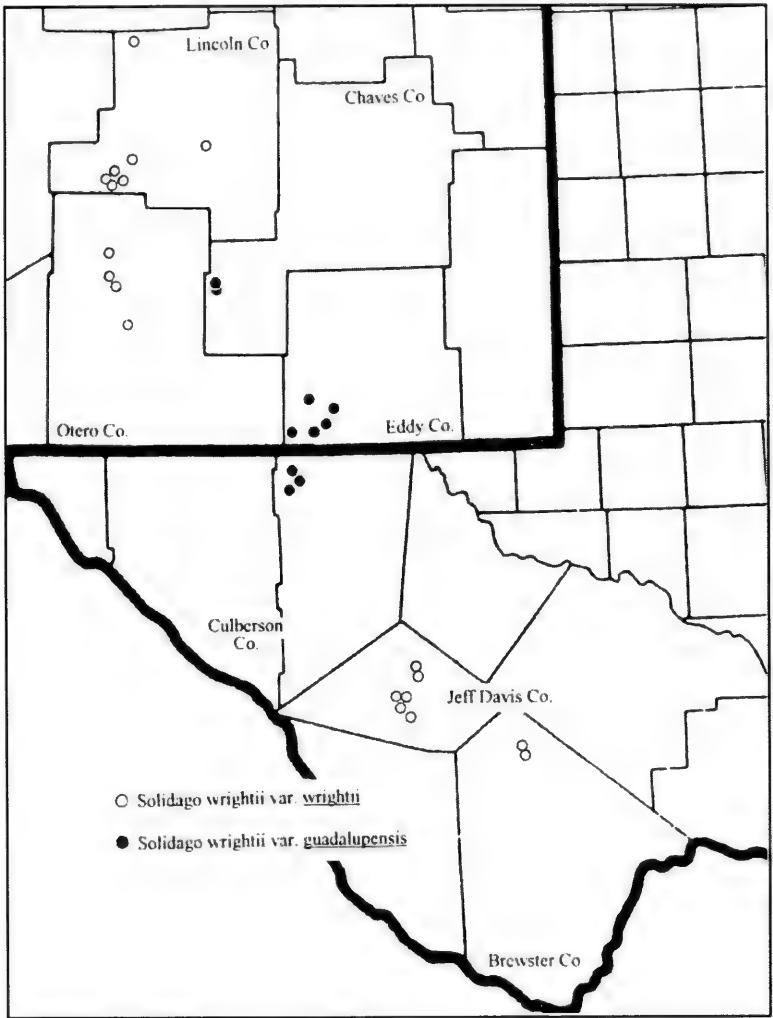 Lincoln Co
Chaves Co
Otero Co.
Eddy Co.
Culberson
Co.
Jeff Davis Co.
Solidago wrightii var. wrightii
Solidago wrightii var. guadalupensis
Brewster Co